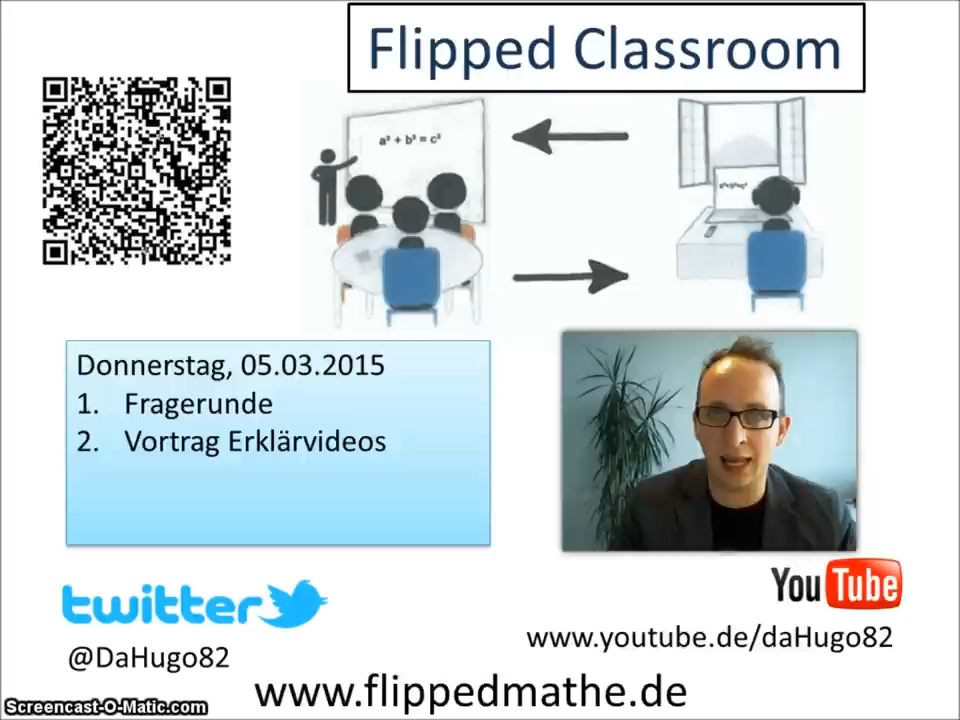 Flipped Classroom
a² + b² = c²
Donnerstag, 05.03.2015
1. Fragerunde
2. Vortrag Erklärvideos
twitter
@DaHugo82
YouTube
www.youtube.de/daHugo82
www.flippedmathe.de
Screencast-O-Matic.com